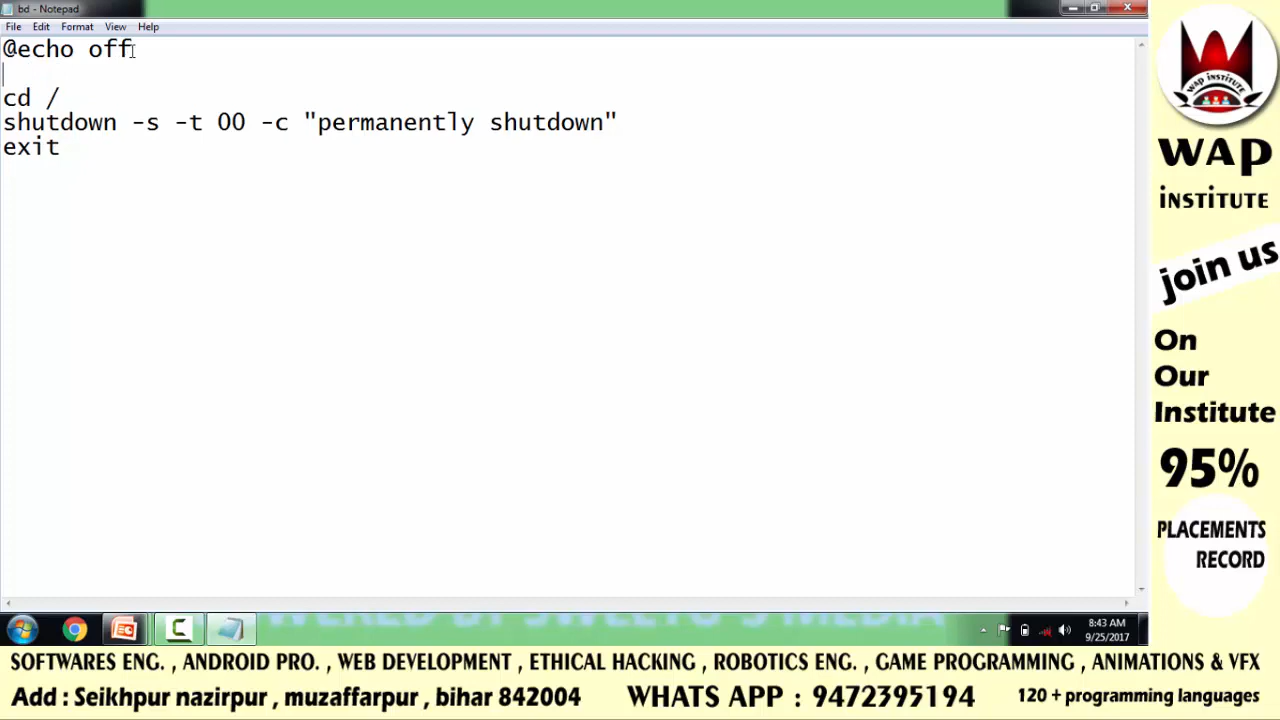 bd - Notepad
File Edit Format View Help
@echo off
cd /
shutdown -s -t 00 -c "permanently shutdown"
exit
8:43 AM
9/25/2017
wap institute
WAP
iNSTiTUTE
join us
On
Our
Institute
95%
PLACEMENTS
RECORD
SOFTWARES ENG. , ANDROID PRO. , WEB DEVELOPMENT , ETHICAL HACKING , ROBOTICS ENG. , GAME PROGRAMMING , ANIMATIONS & VFX
Add : Seikhpur nazirpur , muzaffarpur , bihar 842004 WHATS APP : 9472395194 120 + programming languages